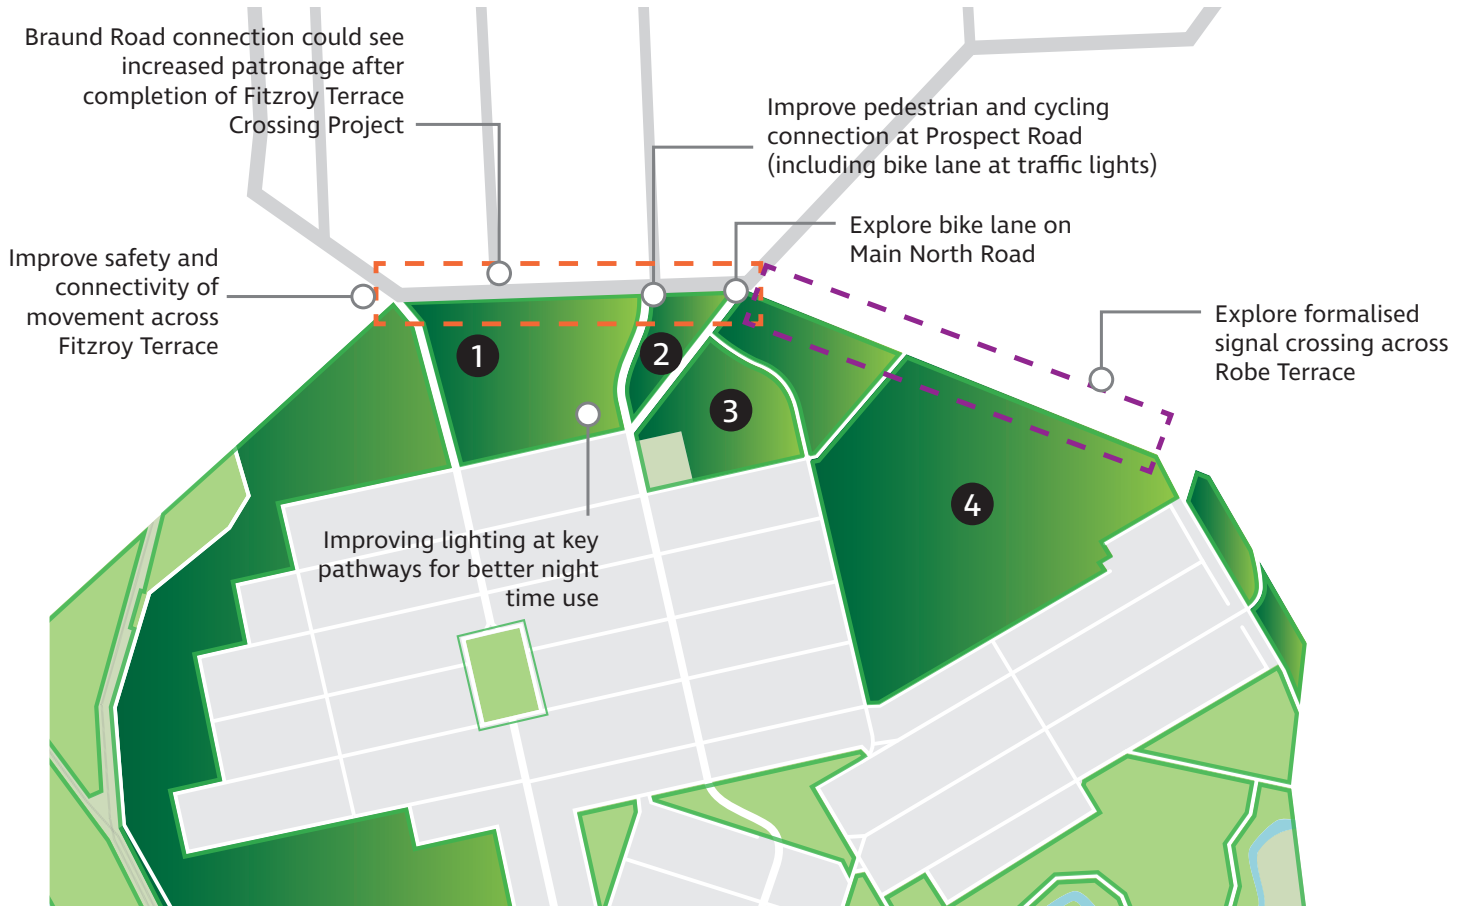 Braund Road connection could see
increased patronage after
completion of Fitzroy Terrace
Crossing Project
Improve pedestrian and cycling
connection at Prospect Road
(including bike lane at traffic lights)
Explore bike lane on
Main North Road
Improve safety and
connectivity of
movement across
Fitzroy Terrace
Explore formalised
signal crossing across
Robe Terrace
1
2
3
4
Improving lighting at key
pathways for better night
time use